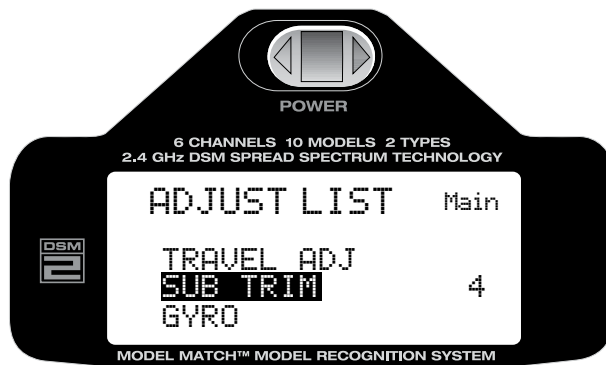 POWER
6 CHANNELS 10 MODELS 2 TYPES
2.4 GHz DSM SPREAD SPECTRUM TECHNOLOGY
ADJUST LIST Main
TRAVEL ADJ
DSM
2
SUB TRIM 4
GYRO
MODEL MATCH™ MODEL RECOGNITION SYSTEM